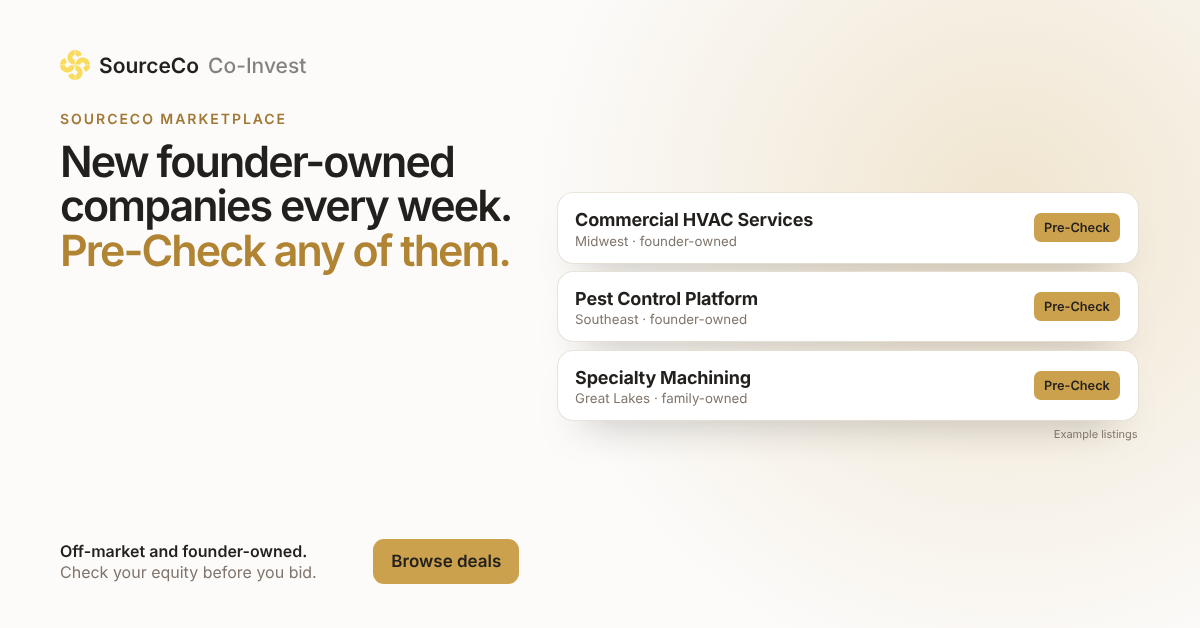 SourceCo Co-Invest
SOURCECO MARKETPLACE
New founder-owned
companies every week.
Pre-Check any of them.
Commercial HVAC Services
Midwest · founder-owned
Pre-Check
Pest Control Platform
Southeast · founder-owned
Pre-Check
Specialty Machining
Great Lakes · family-owned
Pre-Check
Example listings
Off-market and founder-owned.
Check your equity before you bid.
Browse deals